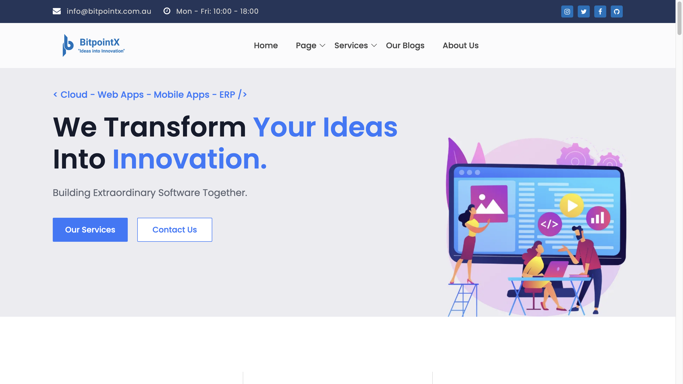 info@bitpointx.com.au Mon - Fri: 10:00 - 18:00
BitpointX
"Ideas Into Innovation"
Home Page Services Our Blogs About Us
< Cloud - Web Apps - Mobile Apps - ERP />
We Transform Your Ideas
Into Innovation.
Building Extraordinary Software Together.
Our Services Contact Us
</>